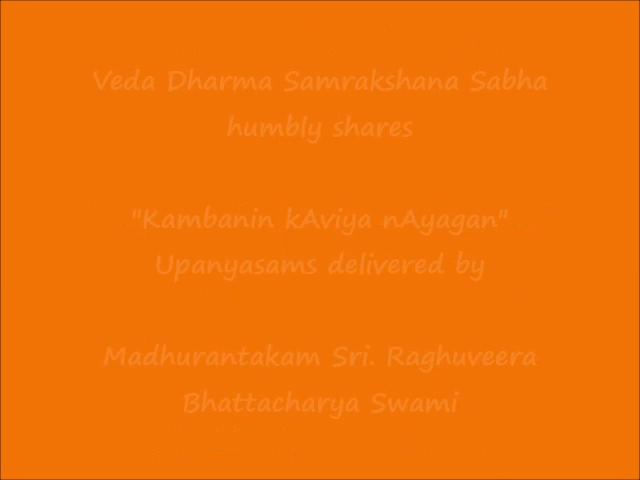 Veda Dharma Samrakshana Sabha
humbly shares
"Kambanin kAviya nAyagan"
Upanyasams delivered by
Madhurantakam Sri. Raghuveera
Bhattacharya Swami